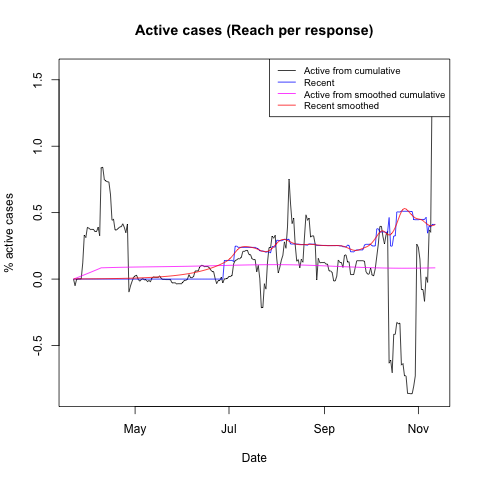 Active cases (Reach per response)
Active from cumulative
Recent
Active from smoothed cumulative
Recent smoothed
% active cases
1.5
1.0
0.5
0.0
-0.5
May
Jul
Sep
Nov
Date